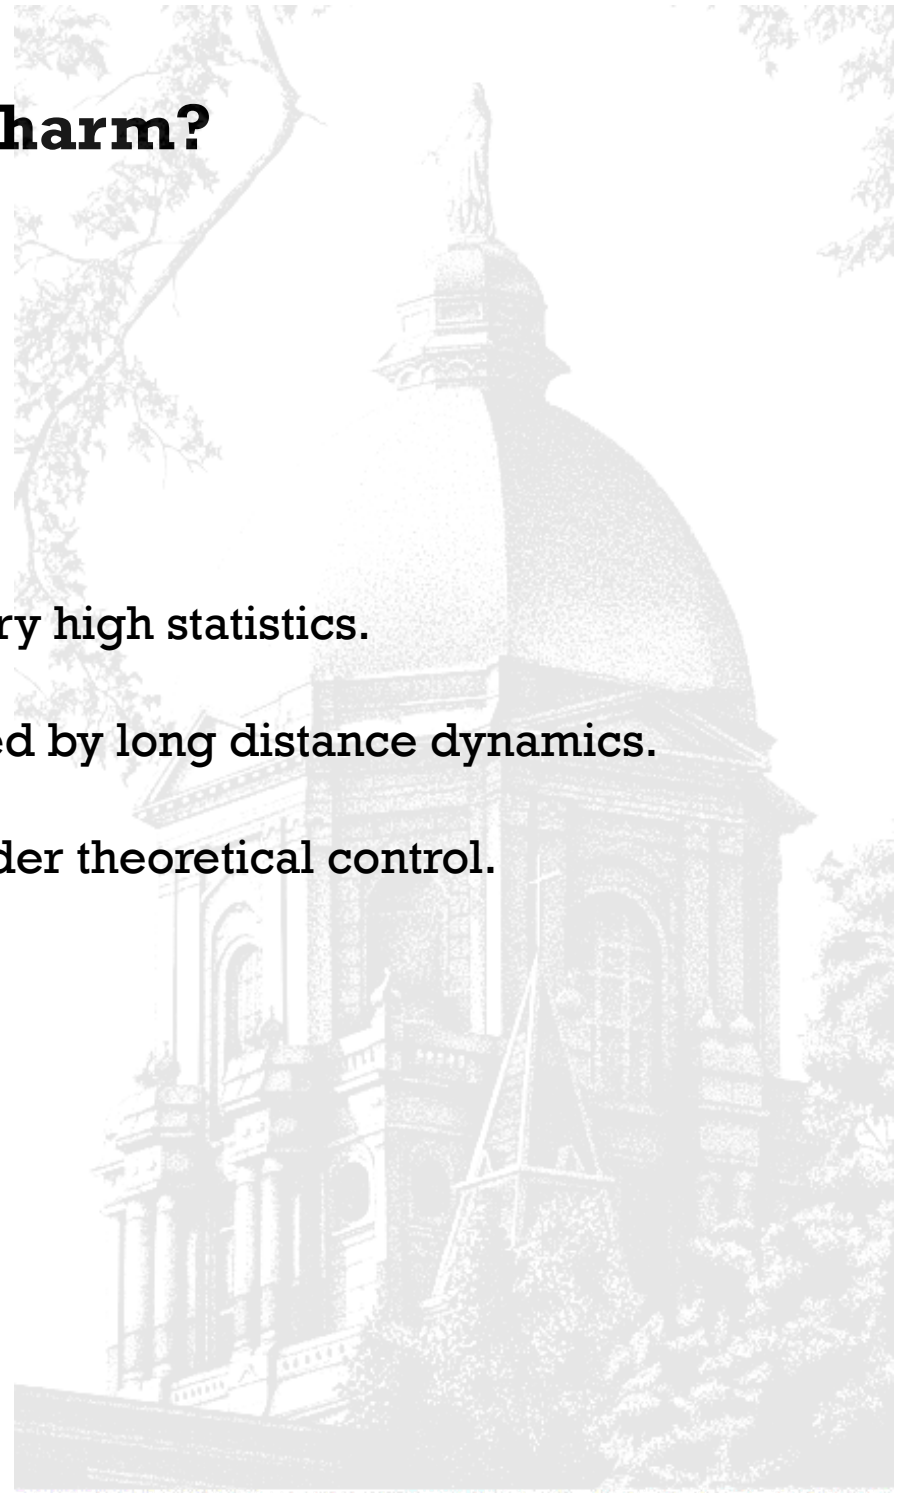 harm?
ry high statistics.
ed by long distance dynamics.
der theoretical control.